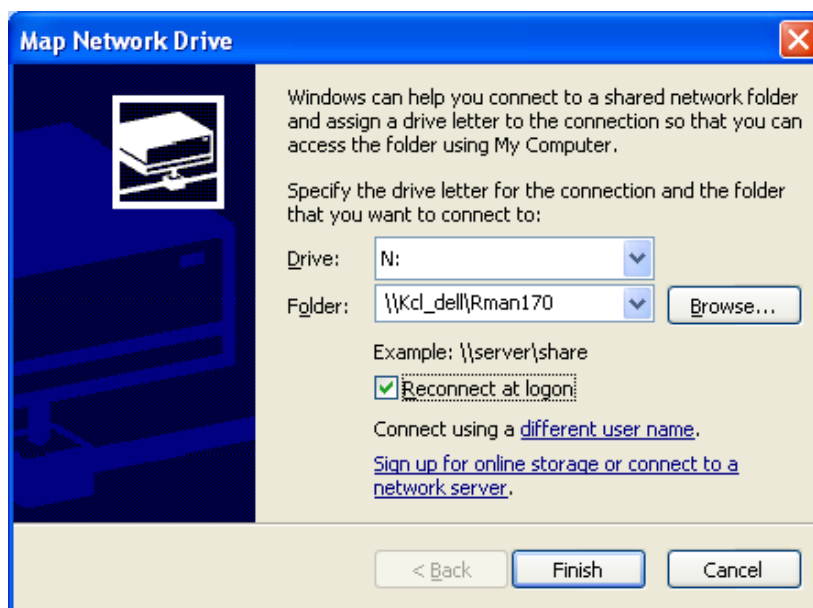 Map Network Drive
Windows can help you connect to a shared network folder
and assign a drive letter to the connection so that you can
access the folder using My Computer.
Specify the drive letter for the connection and the folder
that you want to connect to:
Drive: N:
Folder: \\Kcl_dell\Rman170 Browse...
Example: \\server\share
Reconnect at logon
Connect using a different user name.
Sign up for online storage or connect to a
network server.
< Back Finish Cancel